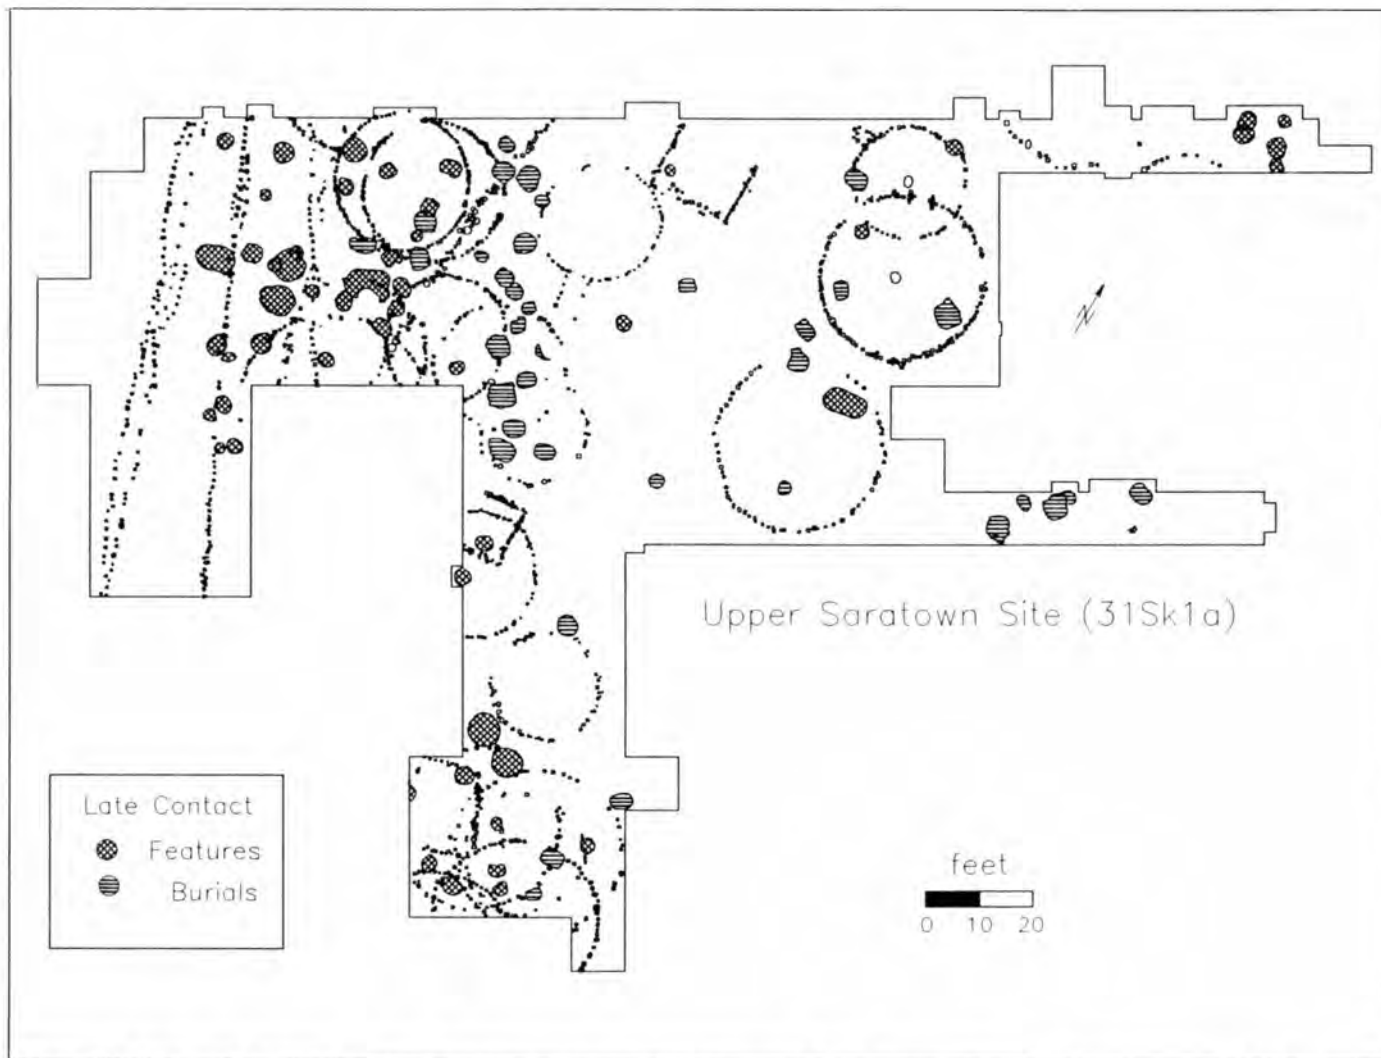 N
Upper Saratown Site (31Sk1a)
Late Contact
Features
Burials
feet
0 10 20